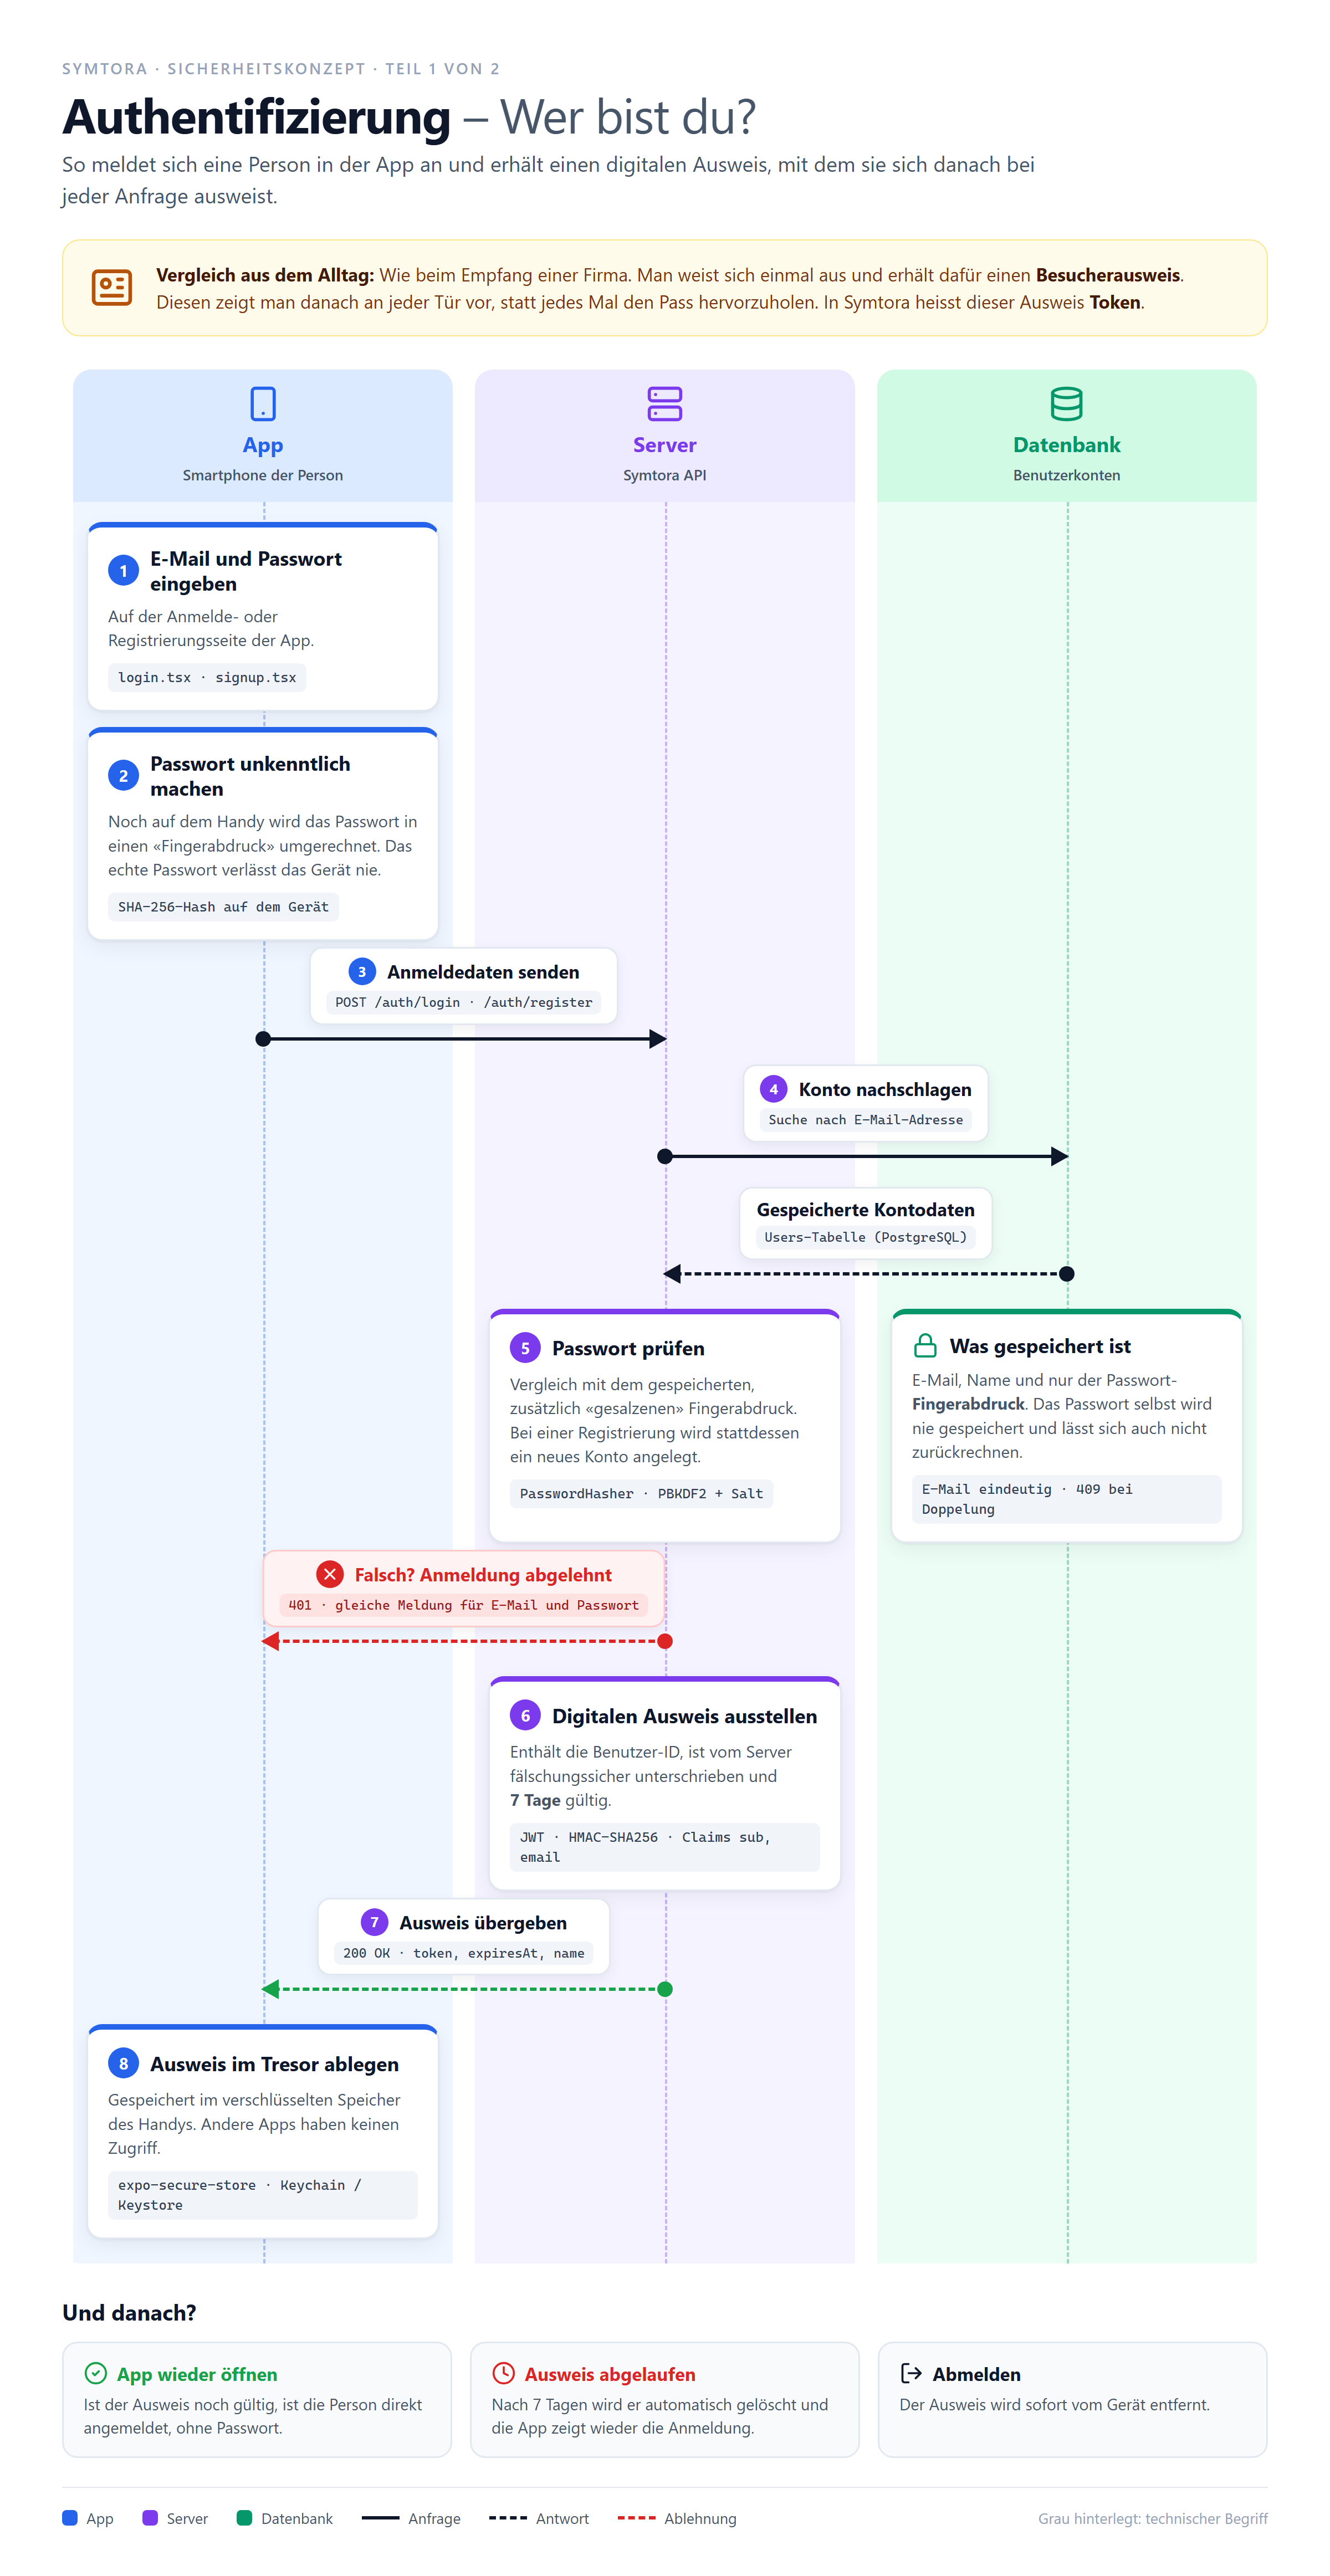 SYMTORA · SICHERHEITSKONZEPT · TEIL 1 VON 2
Authentifizierung – Wer bist du?
So meldet sich eine Person in der App an und erhält einen digitalen Ausweis, mit dem sie sich danach bei
jeder Anfrage ausweist.
Vergleich aus dem Alltag: Wie beim Empfang einer Firma. Man weist sich einmal aus und erhält dafür einen Besucherausweis.
Diesen zeigt man danach an jeder Tür vor, statt jedes Mal den Pass hervorzuholen. In Symtora heisst dieser Ausweis Token.
App
Smartphone der Person
Server
Symtora API
Datenbank
Benutzerkonten
1
E-Mail und Passwort
eingeben
Auf der Anmelde- oder
Registrierungsseite der App.
login.tsx · signup.tsx
2
Passwort unkenntlich
machen
Noch auf dem Handy wird das Passwort in
einen «Fingerabdruck» umgerechnet. Das
echte Passwort verlässt das Gerät nie.
SHA-256-Hash auf dem Gerät
3 Anmeldedaten senden
POST /auth/login · /auth/register
4 Konto nachschlagen
Suche nach E-Mail-Adresse
Gespeicherte Kontodaten
Users-Tabelle (PostgreSQL)
5 Passwort prüfen
Vergleich mit dem gespeicherten,
zusätzlich «gesalzenen» Fingerabdruck.
Bei einer Registrierung wird stattdessen
ein neues Konto angelegt.
PasswordHasher · PBKDF2 + Salt
Was gespeichert ist
E-Mail, Name und nur der Passwort-
Fingerabdruck. Das Passwort selbst wird
nie gespeichert und lässt sich auch nicht
zurückrechnen.
E-Mail eindeutig · 409 bei
Doppelung
Falsch? Anmeldung abgelehnt
401 · gleiche Meldung für E-Mail und Passwort
6 Digitalen Ausweis ausstellen
Enthält die Benutzer-ID, ist vom Server
fälschungssicher unterschrieben und
7 Tage gültig.
JWT · HMAC-SHA256 · Claims sub,
email
7 Ausweis übergeben
200 OK · token, expiresAt, name
8 Ausweis im Tresor ablegen
Gespeichert im verschlüsselten Speicher
des Handys. Andere Apps haben keinen
Zugriff.
expo-secure-store · Keychain /
Keystore
Und danach?
App wieder öffnen
Ist der Ausweis noch gültig, ist die Person direkt
angemeldet, ohne Passwort.
Ausweis abgelaufen
Nach 7 Tagen wird er automatisch gelöscht und
die App zeigt wieder die Anmeldung.
Abmelden
Der Ausweis wird sofort vom Gerät entfernt.
App Server Datenbank Anfrage Antwort Ablehnung Grau hinterlegt: technischer Begriff